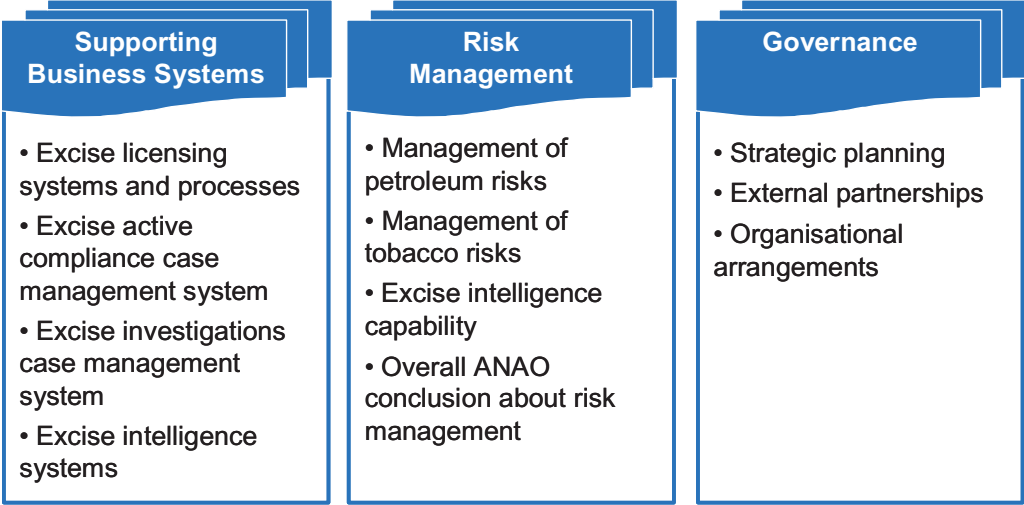 Supporting
Business Systems
• Excise licensing
systems and processes
• Excise active
compliance case
management system
• Excise investigations
case management
system
• Excise intelligence
systems
Risk
Management
• Management of
petroleum risks
• Management of
tobacco risks
• Excise intelligence
capability
• Overall ANAO
conclusion about risk
management
Governance
• Strategic planning
• External partnerships
• Organisational
arrangements